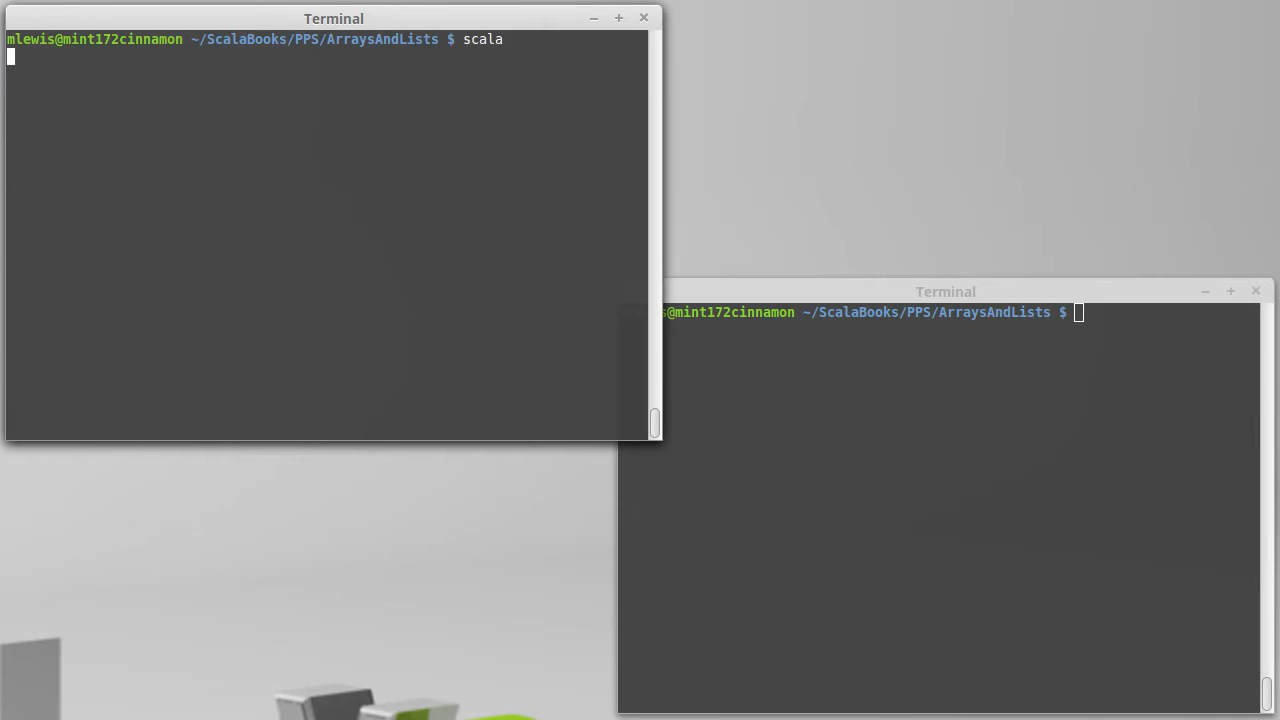 Terminal
mlewis@mint172cinnamon ~/ScalaBooks/PPS/ArraysAndLists $ scala
Terminal
s@mint172cinnamon ~/ScalaBooks/PPS/ArraysAndLists $